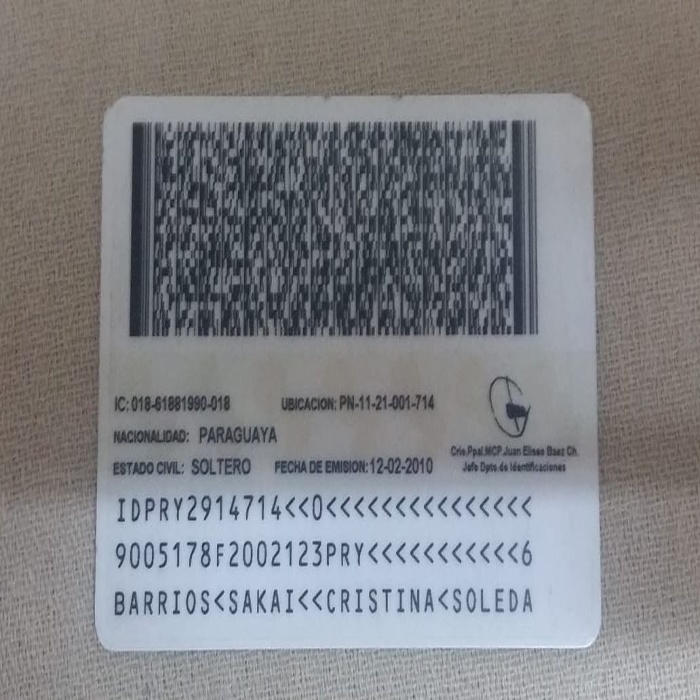 IC: 018-61881990-018 UBICACION: PN-11-21-001-714
NACIONALIDAD: PARAGUAYA
ESTADO CIVIL: SOLTERO FECHA DE EMISION: 12-02-2010
Crio.Ppal.MCP.Juan Eliseo Baez Ch.
Jefe Dpto.de Identificaciones
IDPRY2914714<<0<<<<<<<<<<<<<<<
9005178F2002123PRY<<<<<<<<<<<6
BARRIOS<SAKAI<<CRISTINA<SOLEDA